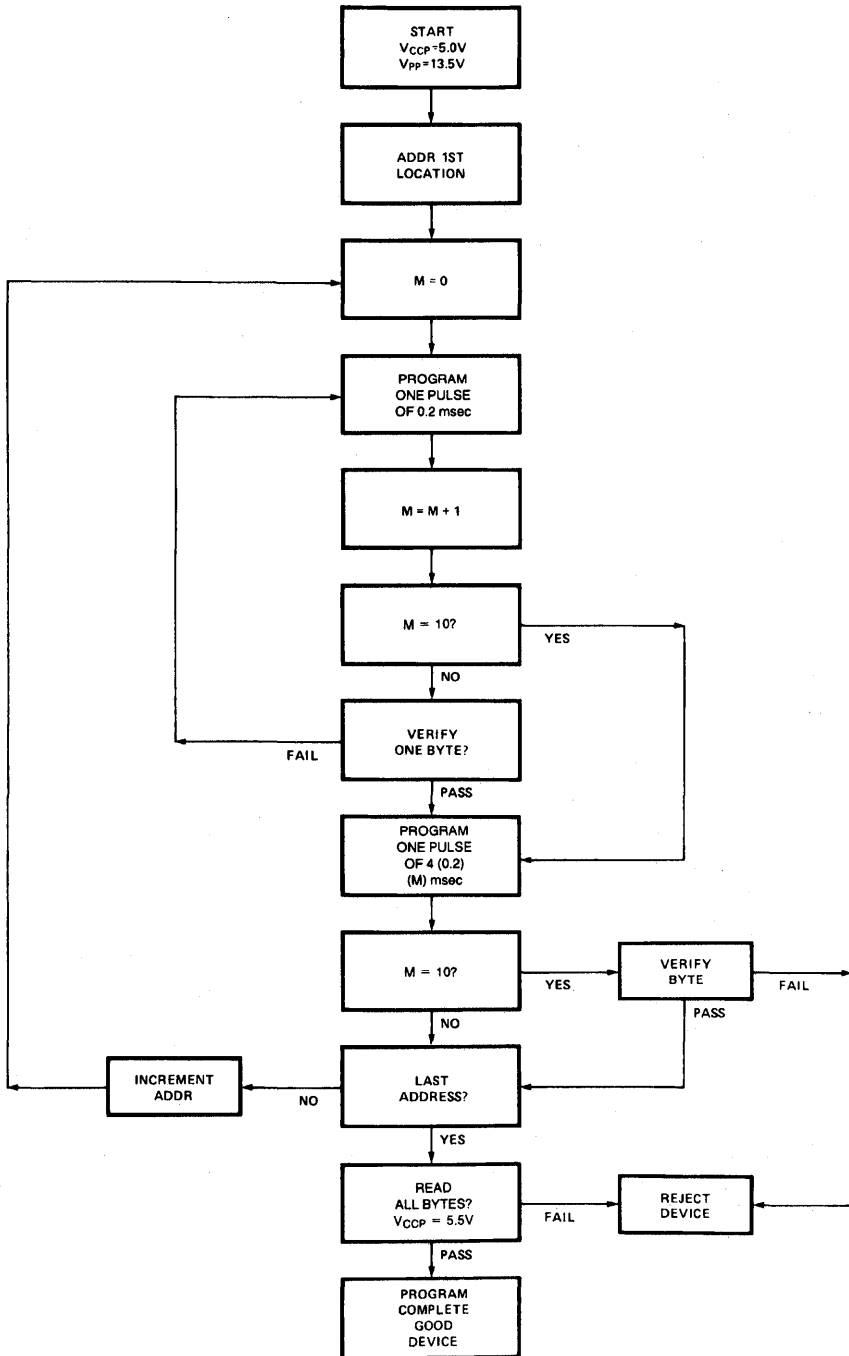 START
VCCP=5.0V
VPP=13.5V
ADDR 1ST
LOCATION
M = 0
PROGRAM
ONE PULSE
OF 0.2 msec
M = M + 1
M = 10?
YES
NO
VERIFY
ONE BYTE?
FAIL
PASS
PROGRAM
ONE PULSE
OF 4 (0.2)
(M) msec
M = 10?
YES
VERIFY
BYTE
FAIL
PASS
NO
INCREMENT
ADDR
NO
LAST
ADDRESS?
YES
READ
ALL BYTES?
VCCP = 5.5V
FAIL
REJECT
DEVICE
PASS
PROGRAM
COMPLETE
GOOD
DEVICE